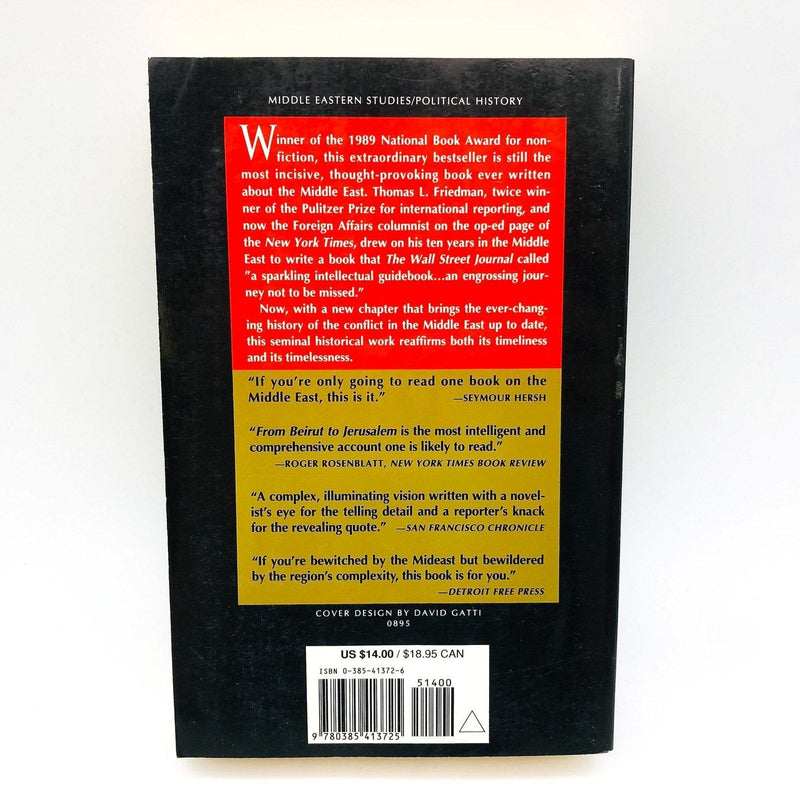 MIDDLE EASTERN STUDIES/POLITICAL HISTORY
Winner of the 1989 National Book Award for non-
fiction, this extraordinary bestseller is still the
most incisive, thought-provoking book ever written
about the Middle East. Thomas L. Friedman, twice win-
ner of the Pulitzer Prize for international reporting, and
now the Foreign Affairs columnist on the op-ed page of
the New York Times, drew on his ten years in the Middle
East to write a book that The Wall Street Journal called
"a sparkling intellectual guidebook...an engrossing jour-
ney not to be missed."
Now, with a new chapter that brings the ever-chang-
ing history of the conflict in the Middle East up to date,
this seminal historical work reaffirms both its timeliness
and its timelessness.
"If you're only going to read one book on the
Middle East, this is it." —SEYMOUR HERSH
"From Beirut to Jerusalem is the most intelligent and
comprehensive account one is likely to read."
—ROGER ROSENBLATT, NEW YORK TIMES BOOK REVIEW
"A complex, illuminating vision written with a novel-
ist's eye for the telling detail and a reporter's knack
for the revealing quote." —SAN FRANCISCO CHRONICLE
"If you're bewitched by the Mideast but bewildered
by the region's complexity, this book is for you."
—DETROIT FREE PRESS
COVER DESIGN BY DAVID GATTI
0895
US $14.00 / $18.95 CAN
ISBN 0-385-41372-6
51400
9 780385 413725